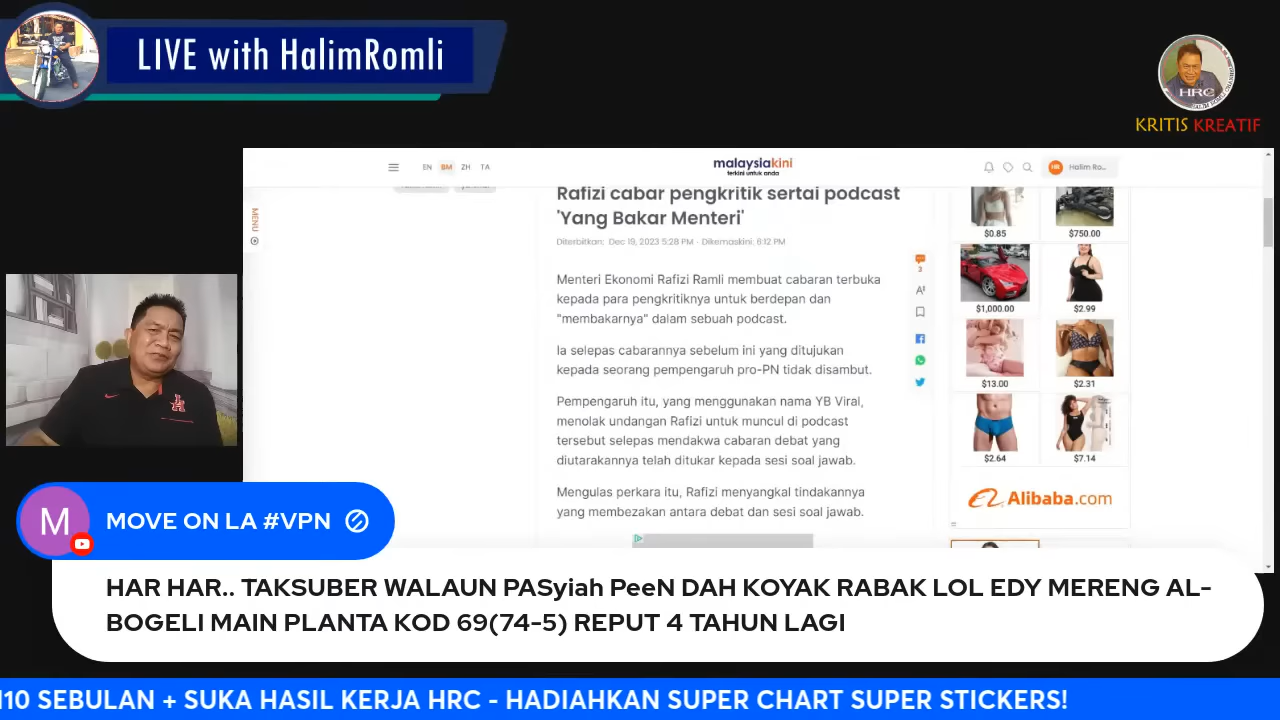 LIVE with HalimRomli
HRC
KRITIS KREATIF
EN BM ZH TA
malaysiakini
terkini untuk anda
HR Halim Ro...
MENU
Rafizi cabar pengkritik sertai podcast
'Yang Bakar Menteri'
Diterbitkan: Dec 19, 2023 5:28 PM · Dikemaskini: 6:12 PM
3
Menteri Ekonomi Rafizi Ramli membuat cabaran terbuka
kepada para pengkritiknya untuk berdepan dan
"membakarnya" dalam sebuah podcast.
Ia selepas cabarannya sebelum ini yang ditujukan
kepada seorang pempengaruh pro-PN tidak disambut.
Pempengaruh itu, yang menggunakan nama YB Viral,
menolak undangan Rafizi untuk muncul di podcast
tersebut selepas mendakwa cabaran debat yang
diutarakannya telah ditukar kepada sesi soal jawab.
Mengulas perkara itu, Rafizi menyangkal tindakannya
yang membezakan antara debat dan sesi soal jawab.
$0.85 $750.00
$1,000.00 $2.99
$13.00 $2.31
$2.64 $7.14
Alibaba.com
M
MOVE ON LA #VPN
HAR HAR.. TAKSUBER WALAUN PASyiah PeeN DAH KOYAK RABAK LOL EDY MERENG AL-
BOGELI MAIN PLANTA KOD 69(74-5) REPUT 4 TAHUN LAGI
10 SEBULAN + SUKA HASIL KERJA HRC - HADIAHKAN SUPER CHART SUPER STICKERS!